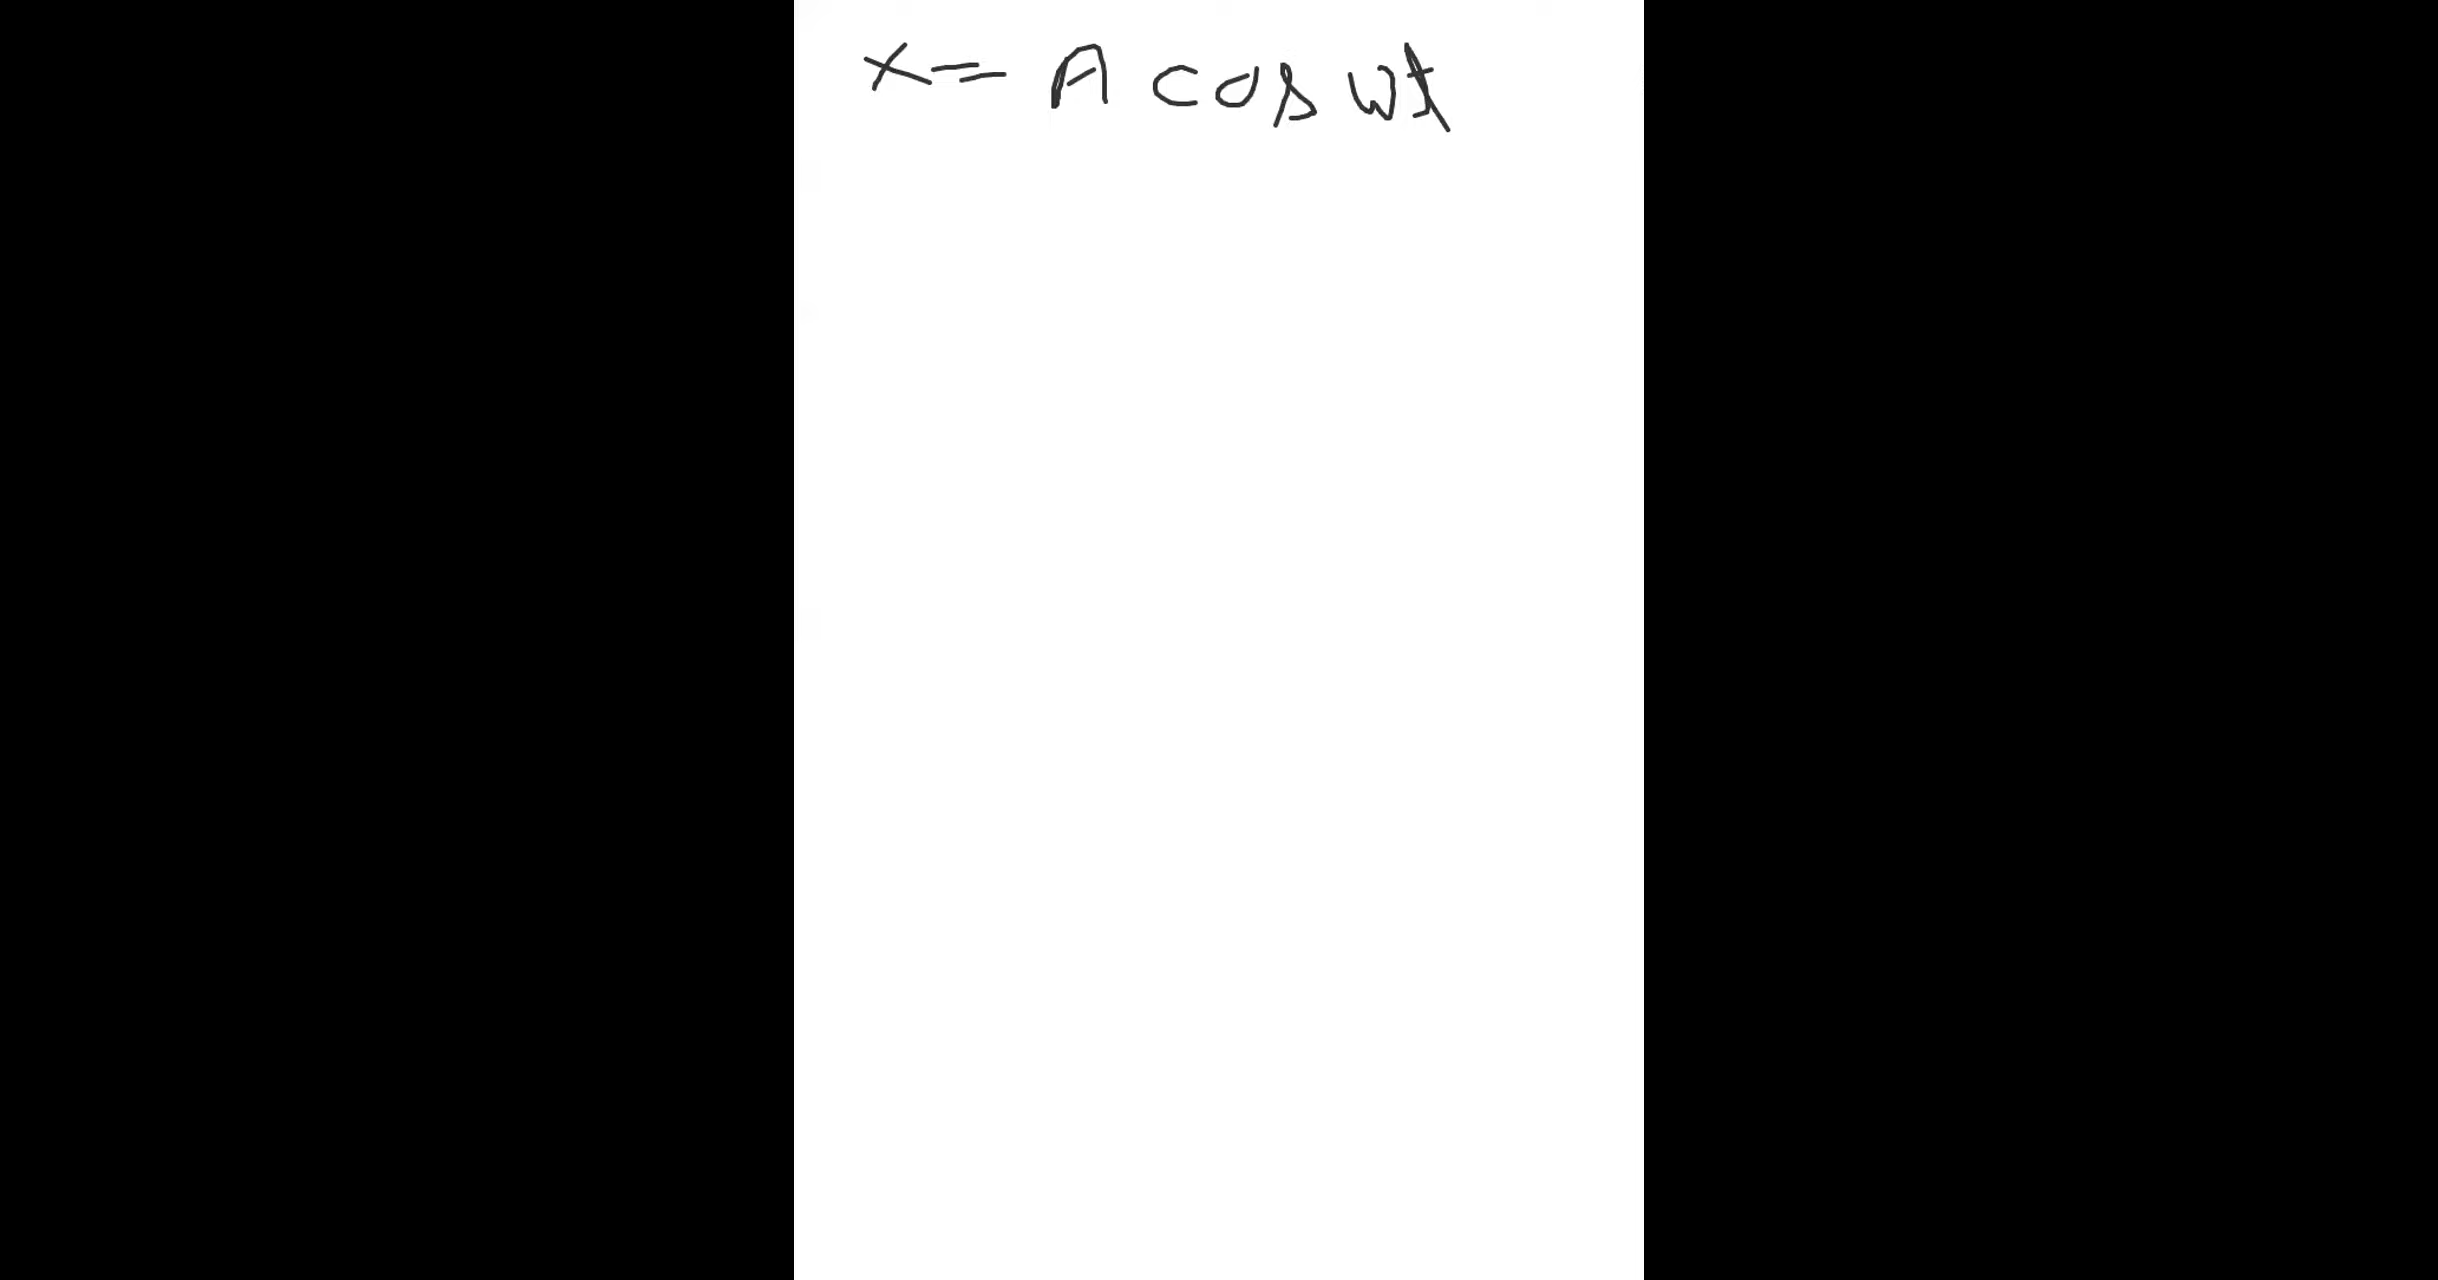 x = A cos wt